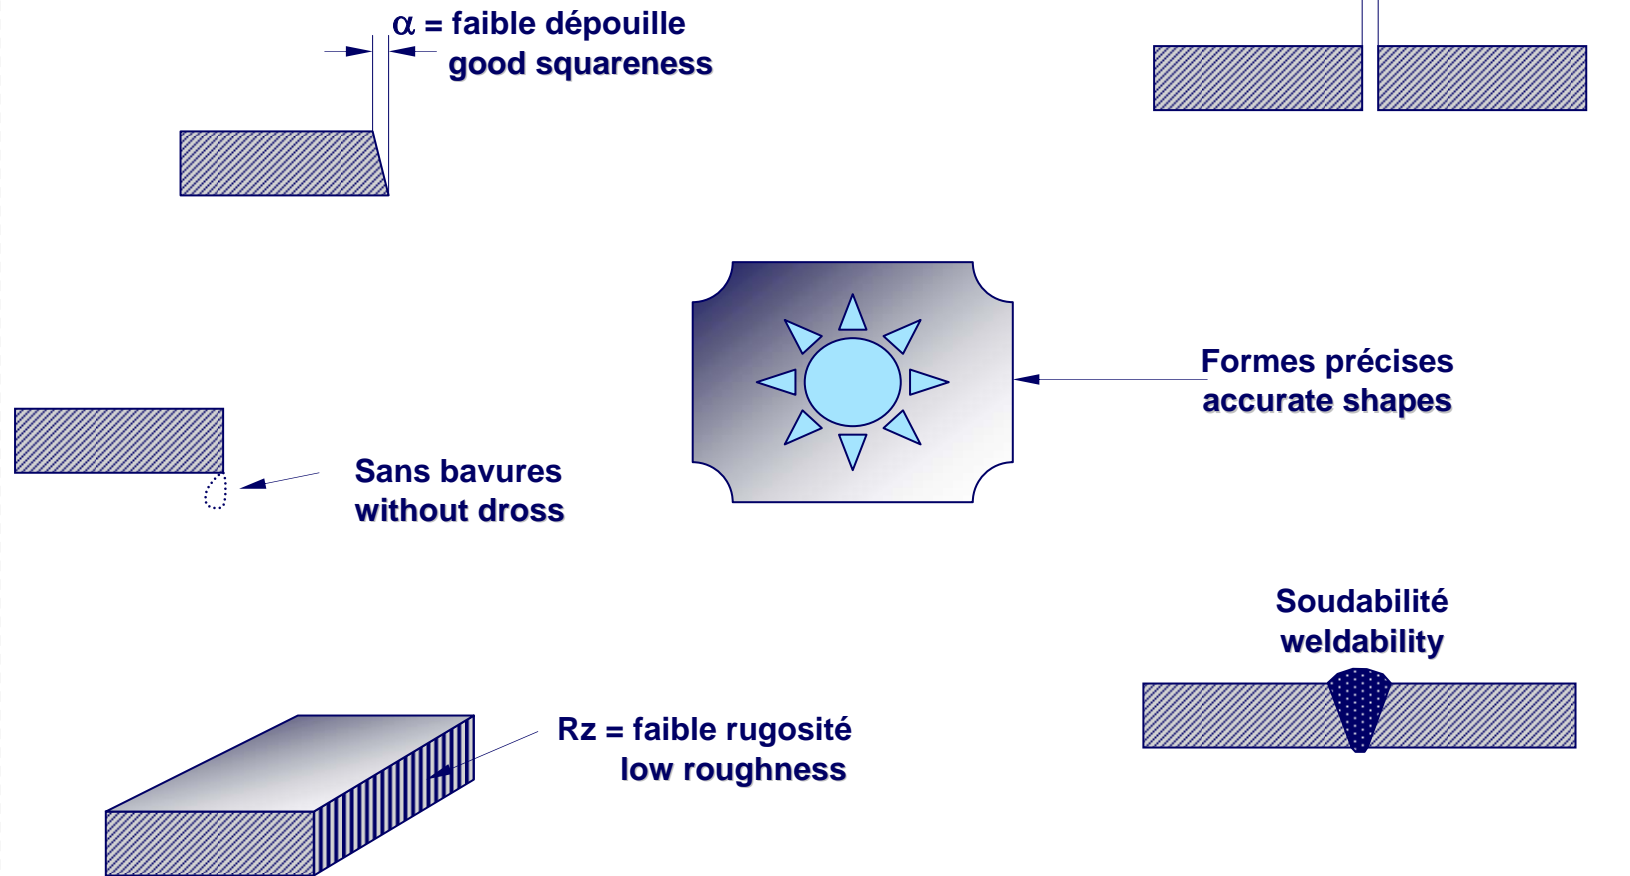 α = faible dépouille
good squareness
Formes précises
accurate shapes
Sans bavures
without dross
Soudabilité
weldability
Rz = faible rugosité
low roughness